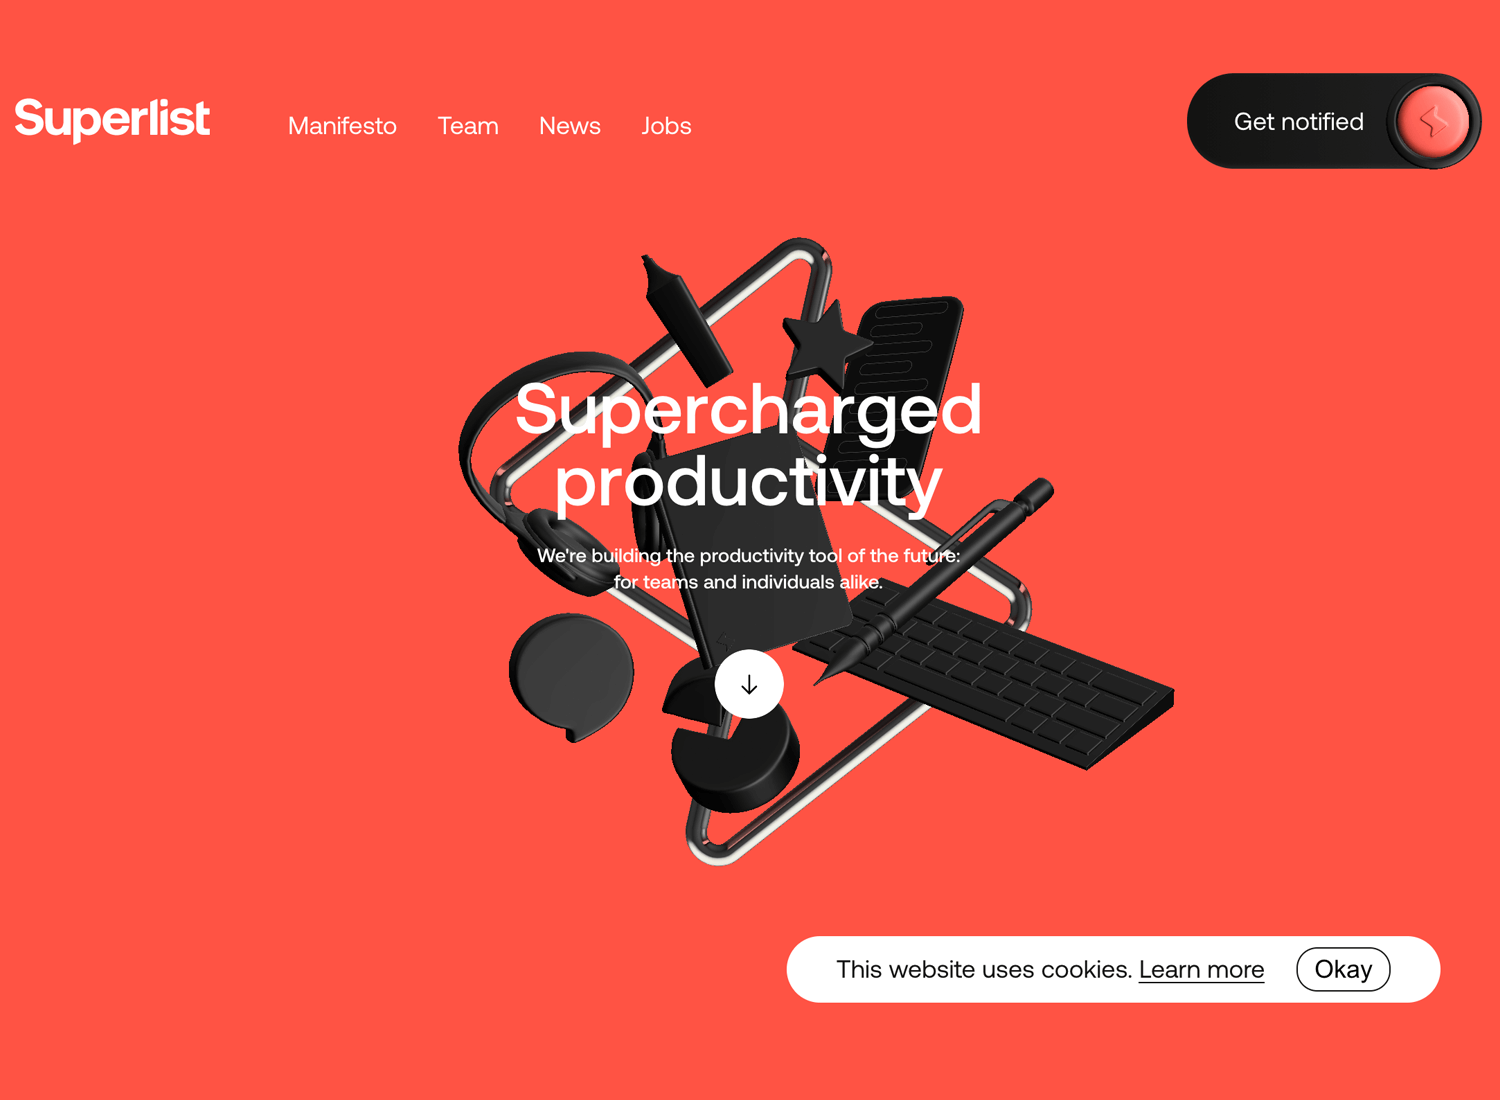 Superlist
Manifesto
Team
News
Jobs
Get notified
Supercharged
productivity
We're building the productivity tool of the future:
for teams and individuals alike.
This website uses cookies. Learn more
Okay